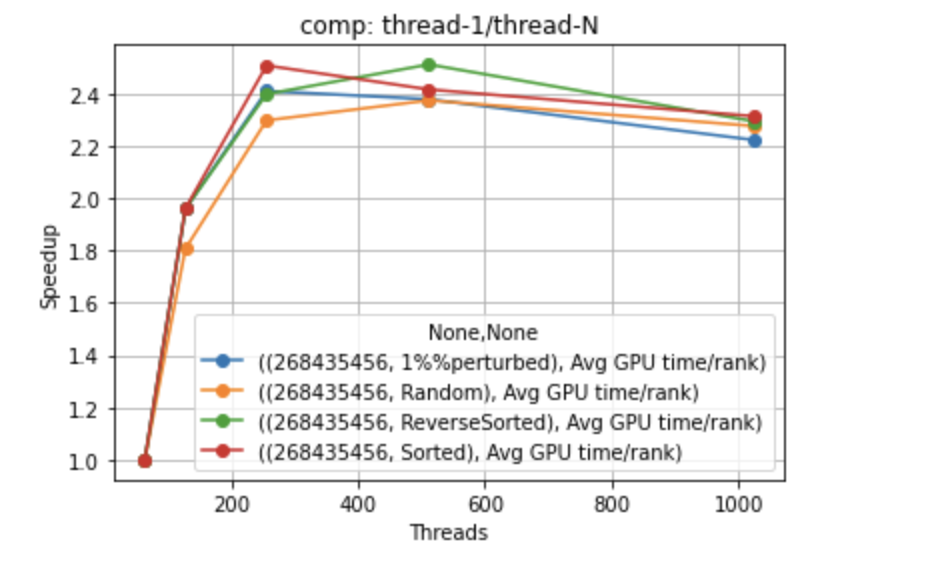 comp: thread-1/thread-N
2.4
2.2
2.0
1.8
1.6
1.4
1.2
1.0
Speedup
None,None
((268435456, 1%%perturbed), Avg GPU time/rank)
((268435456, Random), Avg GPU time/rank)
((268435456, ReverseSorted), Avg GPU time/rank)
((268435456, Sorted), Avg GPU time/rank)
200 400 600 800 1000
Threads